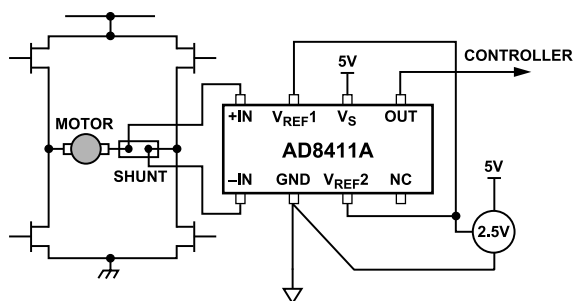 5V
CONTROLLER
+IN VREF1 VS OUT
MOTOR
AD8411A
SHUNT
–IN GND VREF2 NC
5V
2.5V